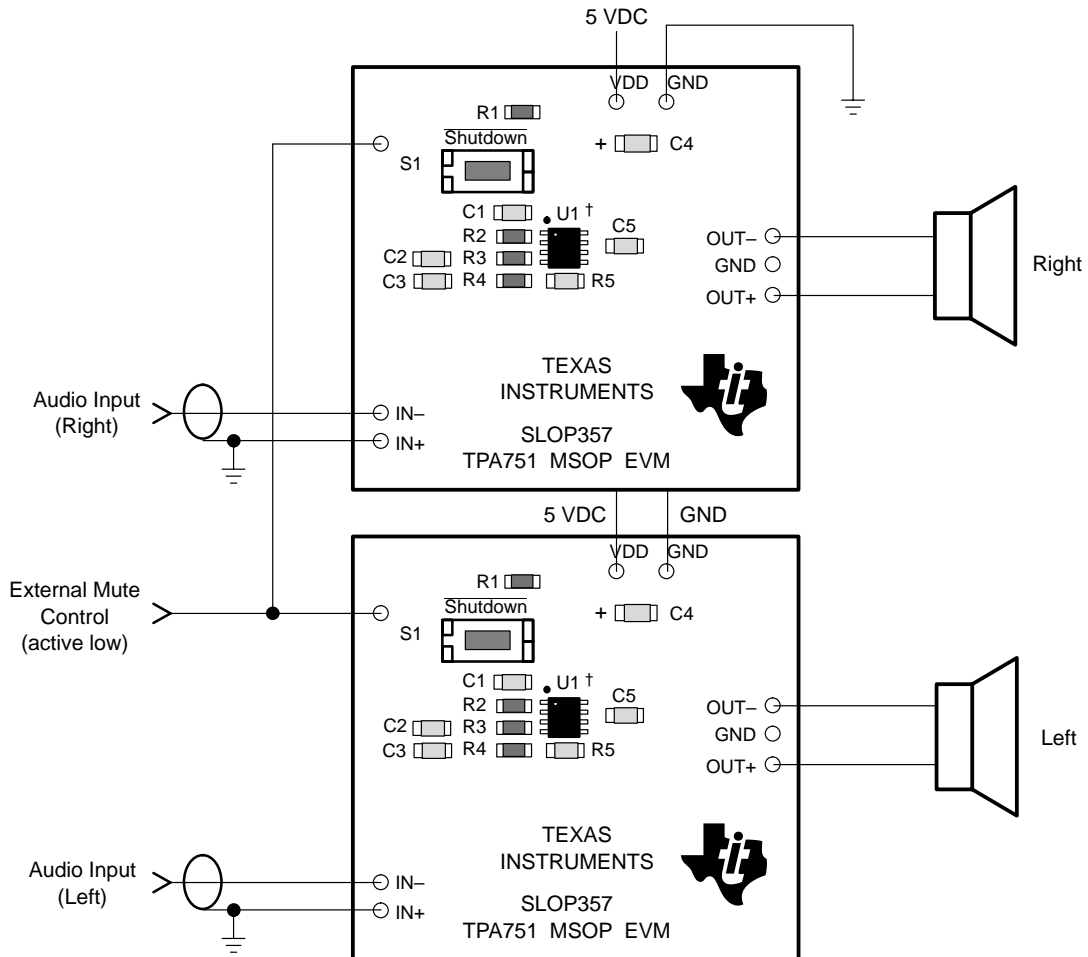 5 VDC
VDD GND
R1
Shutdown
S1
+ C4
C1 U1 †
R2
C5
C2 R3
C3 R4 R5
OUT–
GND
OUT+
Right
TEXAS
INSTRUMENTS
Audio Input
(Right)
IN–
IN+
SLOP357
TPA751 MSOP EVM
5 VDC GND
VDD GND
R1
External Mute
Control
(active low)
Shutdown
S1
+ C4
C1 U1 †
R2
C5
C2 R3
C3 R4 R5
OUT–
GND
OUT+
Left
TEXAS
INSTRUMENTS
Audio Input
(Left)
IN–
IN+
SLOP357
TPA751 MSOP EVM